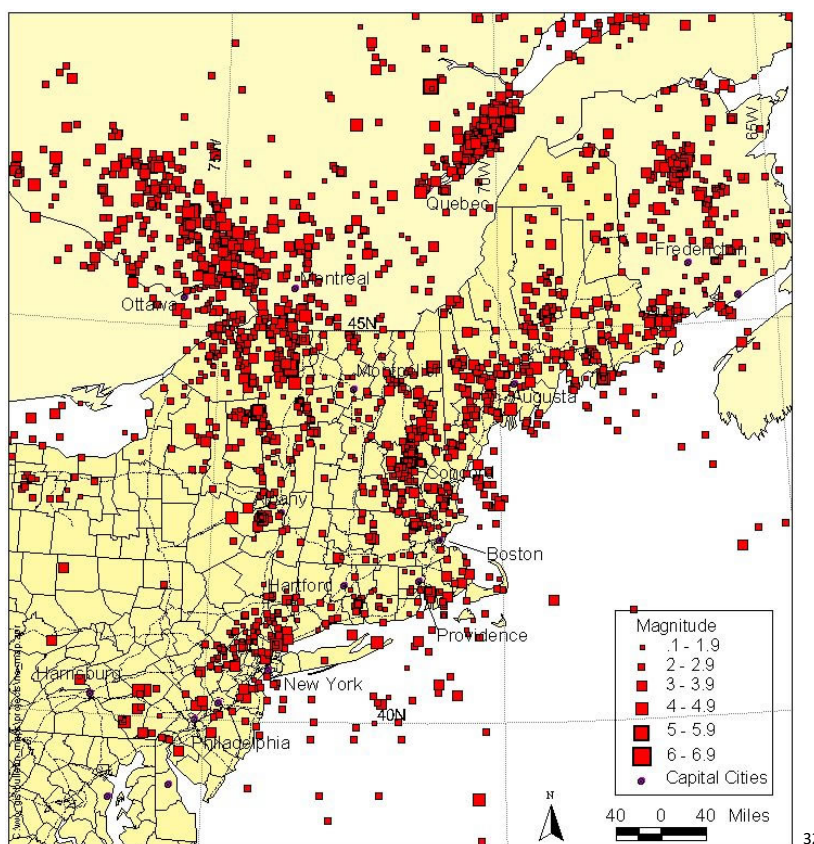 75W
70W
65W
Quebec
Fredericton
Montreal
Ottawa
45N
Montpelier
Augusta
Concord
Albany
Boston
Hartford
Providence
Harrisburg
New York
40N
Philadelphia
Magnitude
.1 - 1.9
2 - 2.9
3 - 3.9
4 - 4.9
5 - 5.9
6 - 6.9
Capital Cities
N
40 0 40 Miles
32